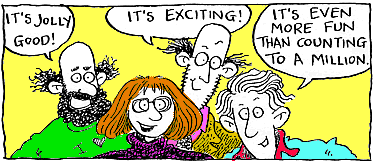 IT'S JOLLY
GOOD!
IT'S EXCITING!
IT'S EVEN
MORE FUN
THAN COUNTING
TO A MILLION.